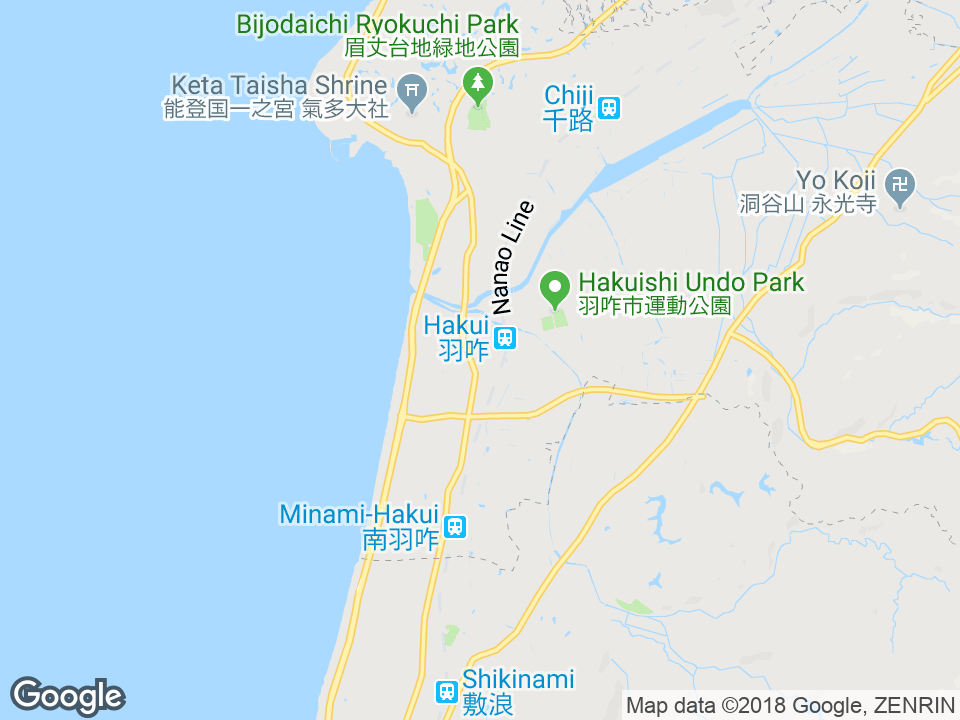 Bijodaichi Ryokuchi Park
眉丈台地緑地公園
Keta Taisha Shrine
能登国一之宮 氣多大社
Chiji
千路
Yo Koji
洞谷山 永光寺
Nanao Line
Hakuishi Undo Park
羽咋市運動公園
Hakui
羽咋
Minami-Hakui
南羽咋
Shikinami
敷浪
Google
Map data ©2018 Google, ZENRIN